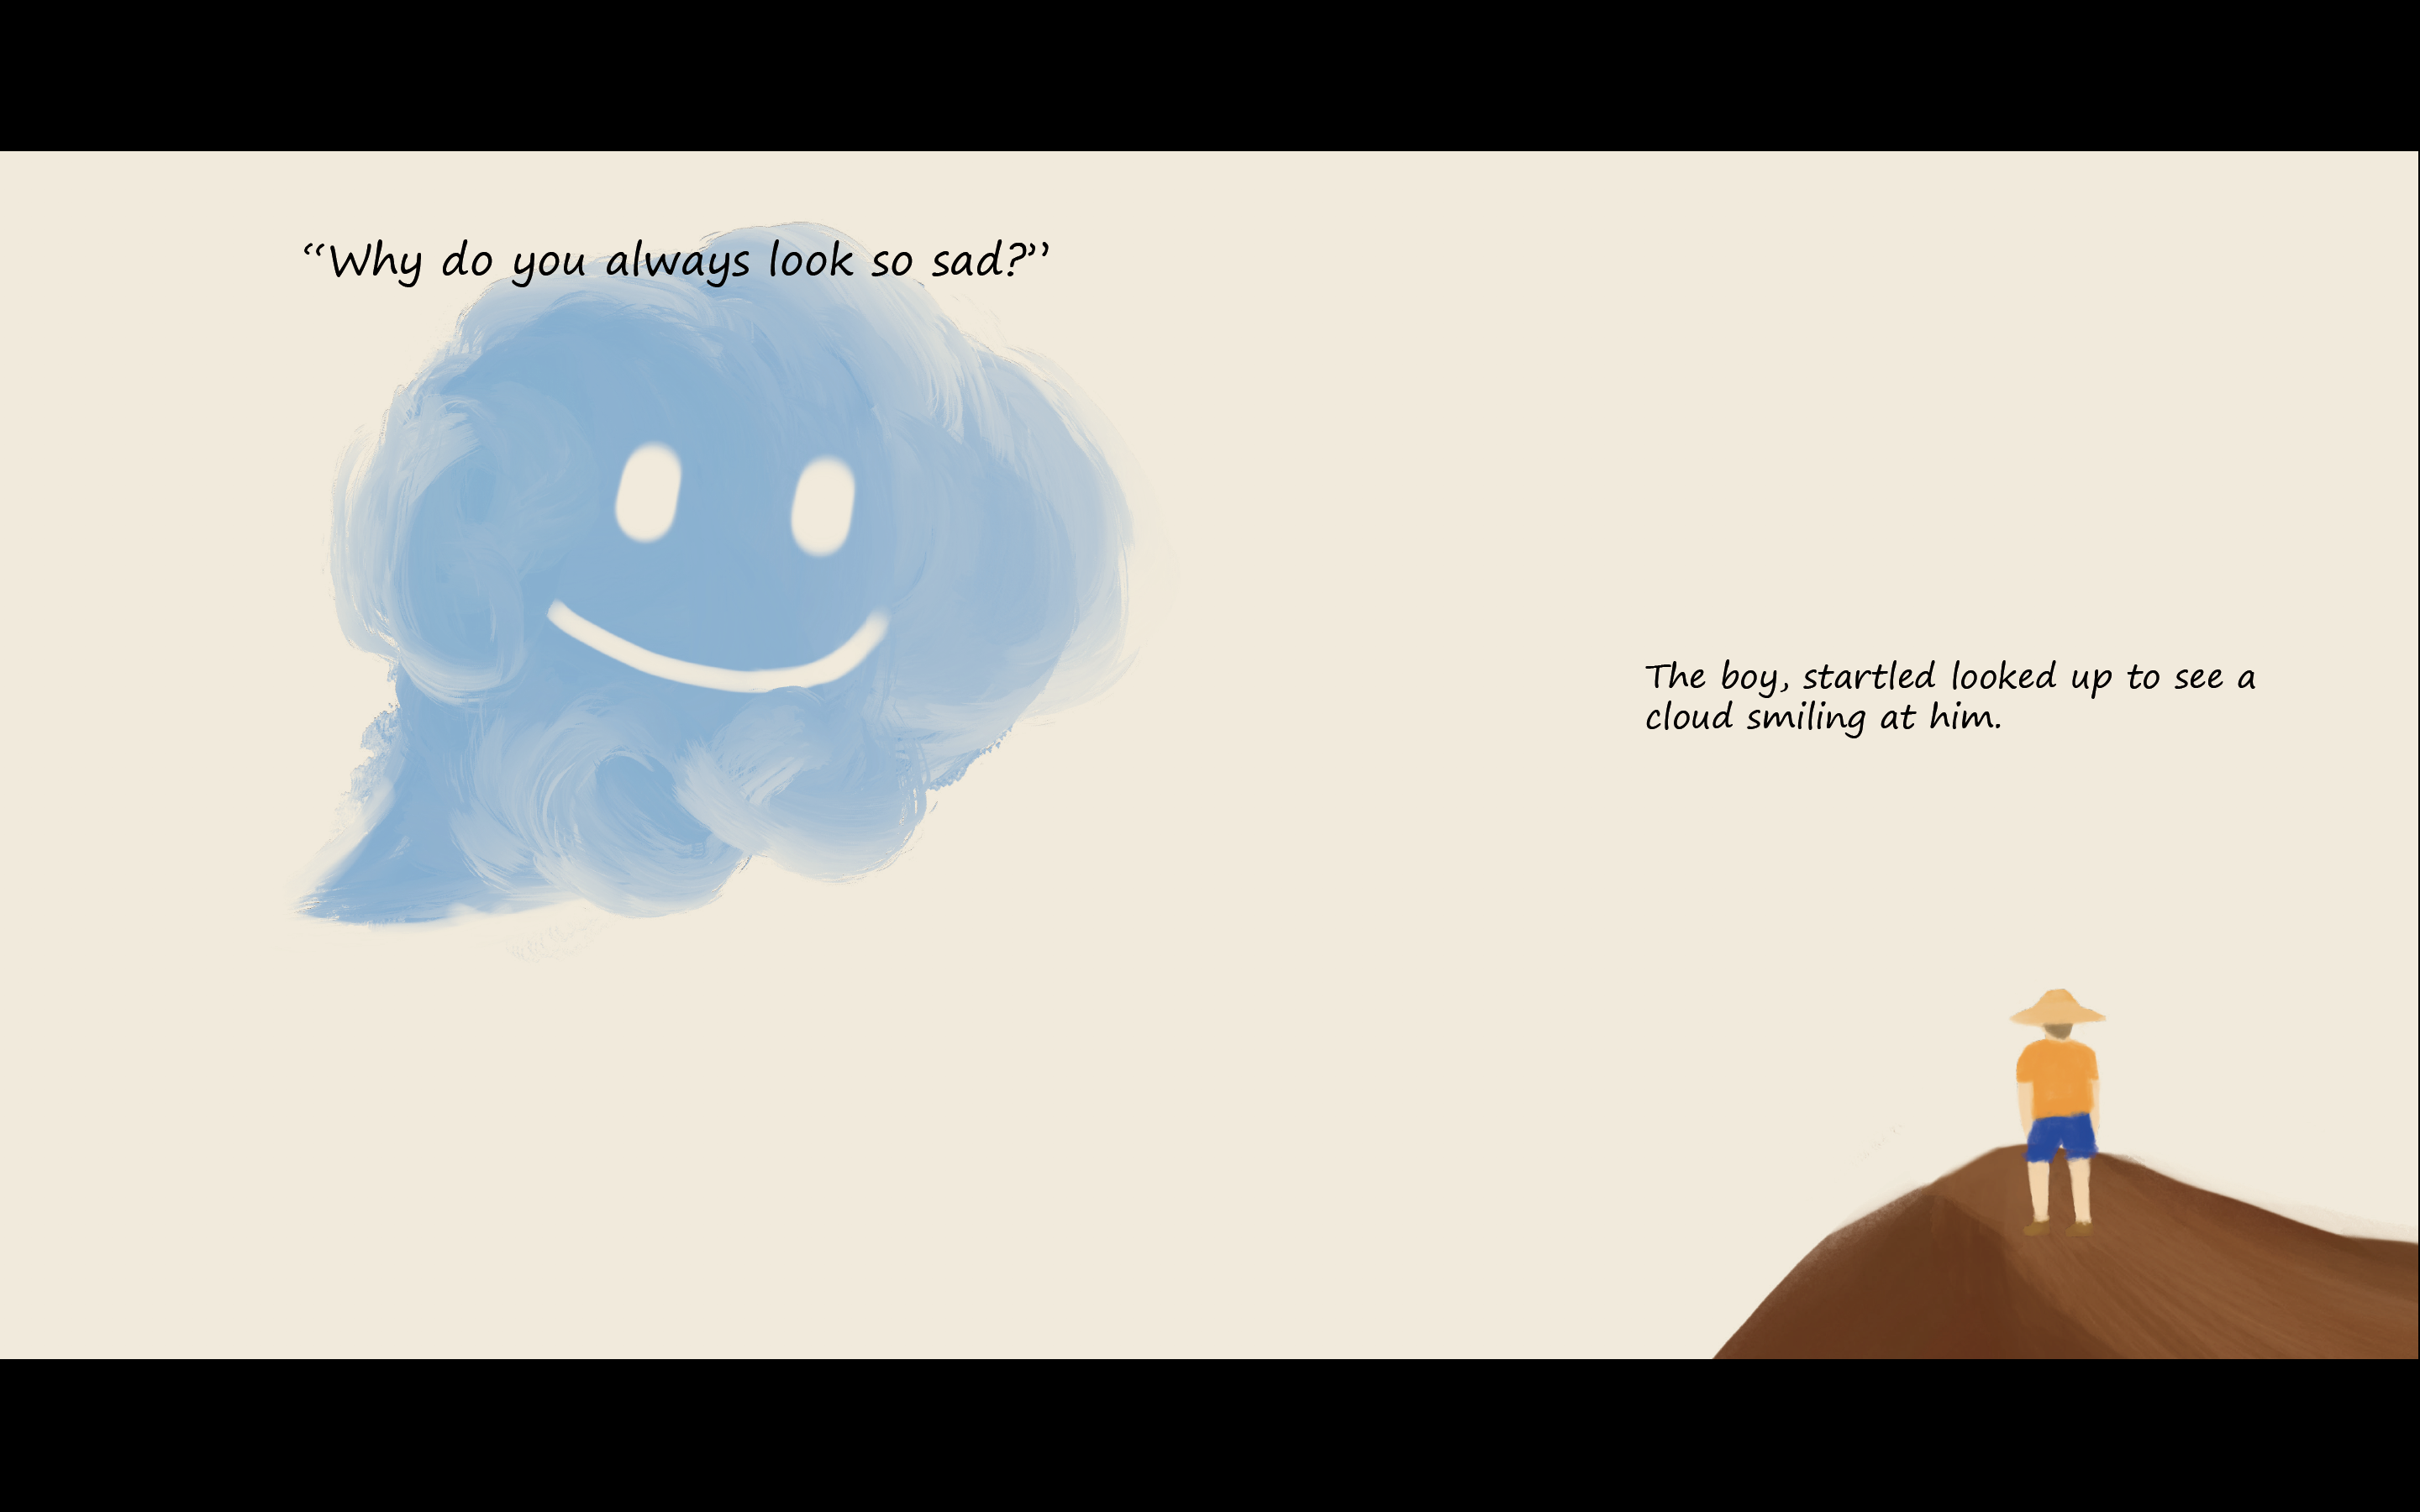 “Why do you always look so sad?”
The boy, startled looked up to see a
cloud smiling at him.